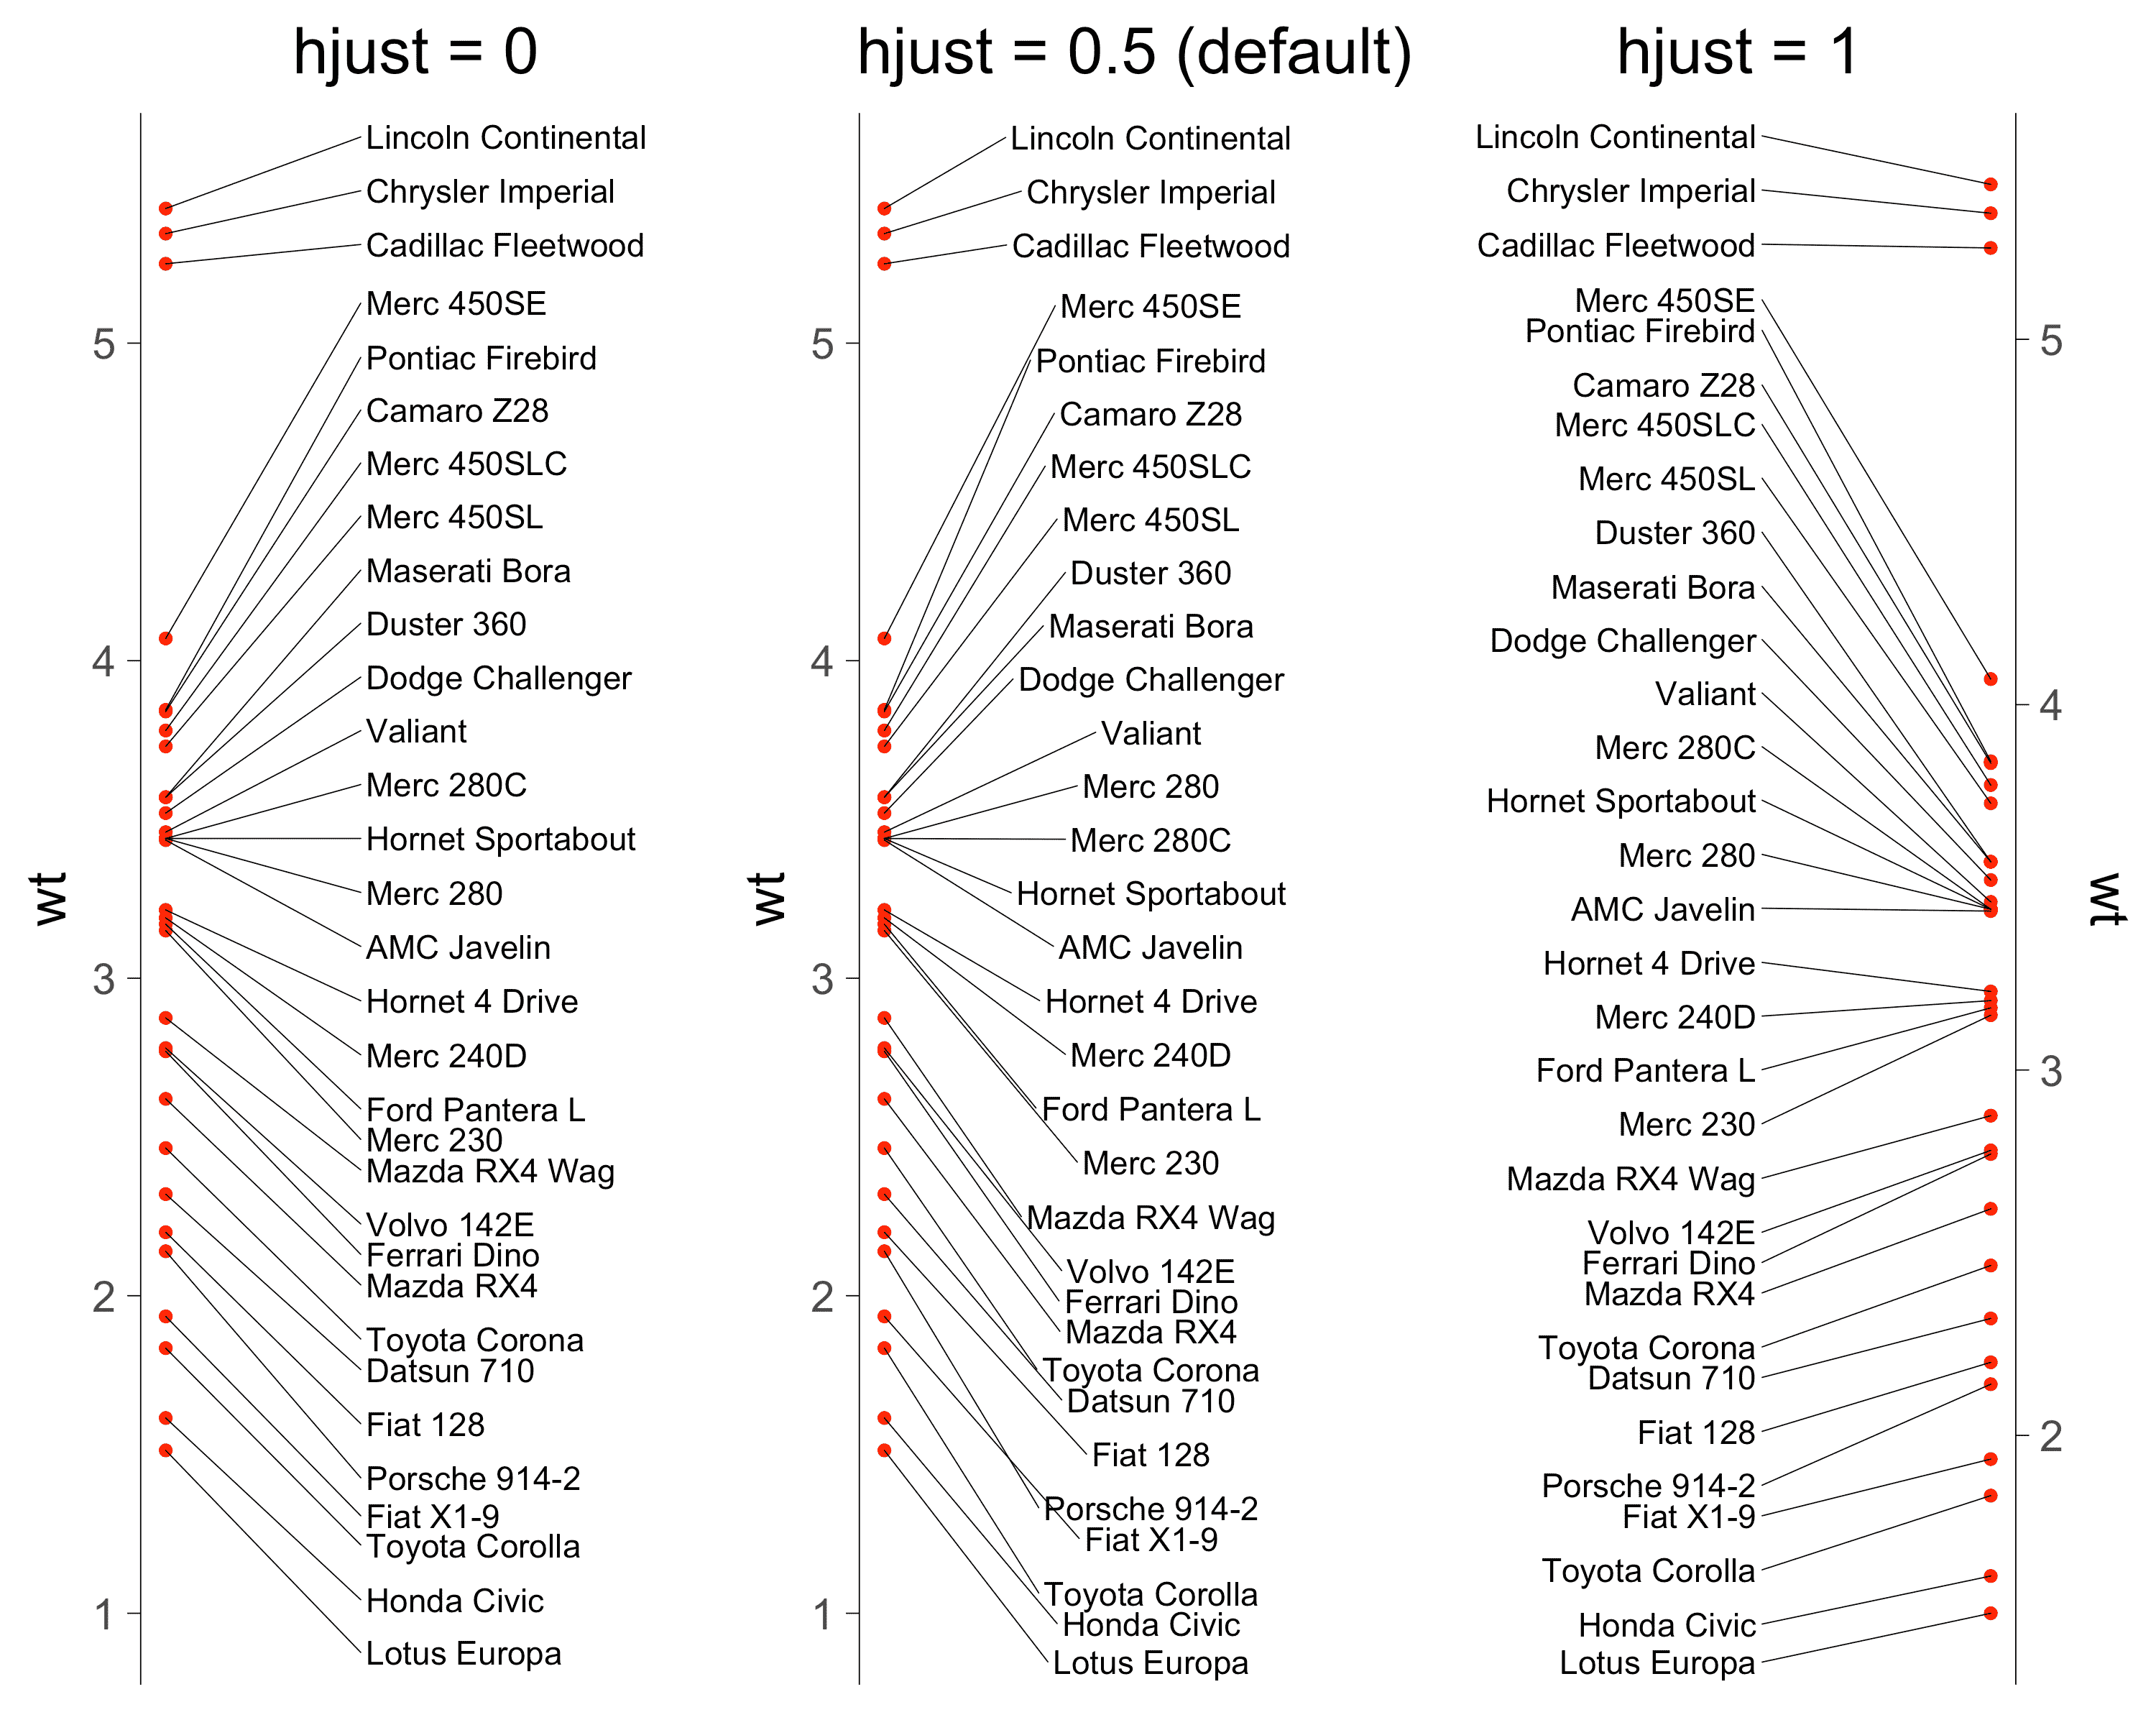 hjust = 0
Lincoln Continental
Chrysler Imperial
Cadillac Fleetwood
Merc 450SE
5
Pontiac Firebird
Camaro Z28
Merc 450SLC
Merc 450SL
Maserati Bora
Duster 360
4
Dodge Challenger
Valiant
Merc 280C
Hornet Sportabout
Merc 280
wt
AMC Javelin
3
Hornet 4 Drive
Merc 240D
Ford Pantera L
Merc 230
Mazda RX4 Wag
Volvo 142E
Ferrari Dino
Mazda RX4
2
Toyota Corona
Datsun 710
Fiat 128
Porsche 914-2
Fiat X1-9
Toyota Corolla
Honda Civic
1
Lotus Europa
hjust = 0.5 (default)
Lincoln Continental
Chrysler Imperial
Cadillac Fleetwood
Merc 450SE
5
Pontiac Firebird
Camaro Z28
Merc 450SLC
Merc 450SL
Duster 360
Maserati Bora
4
Dodge Challenger
Valiant
Merc 280
Merc 280C
Hornet Sportabout
wt
AMC Javelin
3
Hornet 4 Drive
Merc 240D
Ford Pantera L
Merc 230
Mazda RX4 Wag
Volvo 142E
2
Ferrari Dino
Mazda RX4
Toyota Corona
Datsun 710
Fiat 128
Porsche 914-2
Fiat X1-9
Toyota Corolla
1
Honda Civic
Lotus Europa
hjust = 1
Lincoln Continental
Chrysler Imperial
Cadillac Fleetwood
Merc 450SE
Pontiac Firebird
5
Camaro Z28
Merc 450SLC
Merc 450SL
Duster 360
Maserati Bora
Dodge Challenger
Valiant
4
Merc 280C
Hornet Sportabout
Merc 280
wt
AMC Javelin
Hornet 4 Drive
Merc 240D
Ford Pantera L
3
Merc 230
Mazda RX4 Wag
Volvo 142E
Ferrari Dino
Mazda RX4
Toyota Corona
Datsun 710
Fiat 128
2
Porsche 914-2
Fiat X1-9
Toyota Corolla
Honda Civic
Lotus Europa